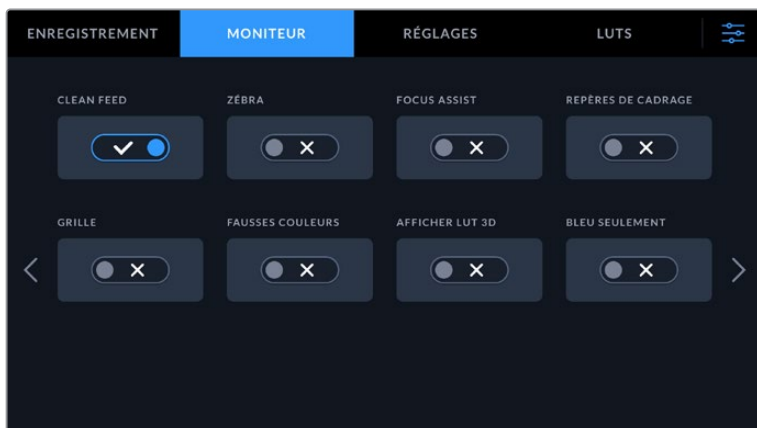 ENREGISTREMENT MONITEUR RÉGLAGES LUTS
CLEAN FEED ZÉBRA FOCUS ASSIST REPÈRES DE CADRAGE
GRILLE FAUSSES COULEURS AFFICHER LUT 3D BLEU SEULEMENT